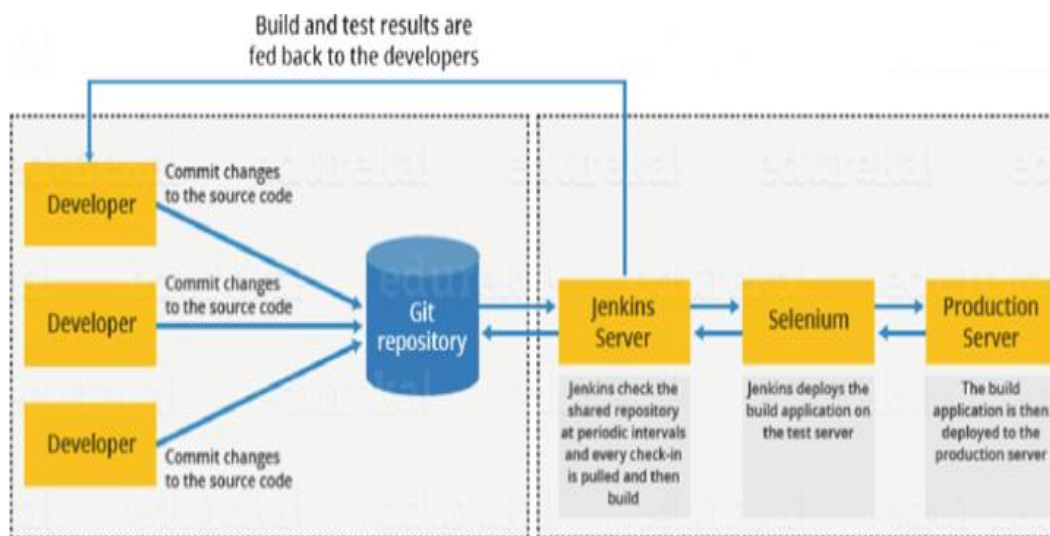 Build and test results are
fed back to the developers
Developer
Commit changes
to the source code
Developer
Commit changes
to the source code
Developer
Commit changes
to the source code
Git
repository
Jenkins
Server
Jenkins check the
shared repository
at periodic intervals
and every check-in
is pulled and then
build
Selenium
Jenkins deploys the
build application on
the test server
Production
Server
The build
application is then
deployed to the
production server
edureka!
edureka!
edureka!